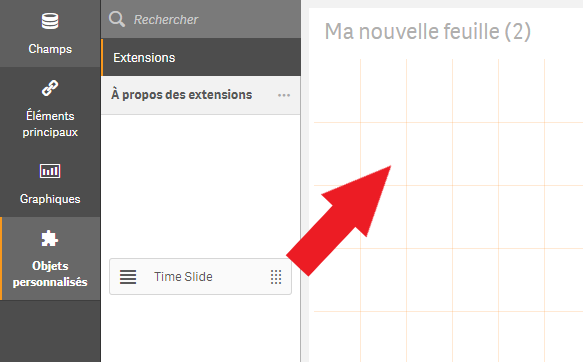 Champs
Éléments
principaux
Graphiques
Objets
personnalisés
Rechercher
Extensions
À propos des extensions
Time Slide
Ma nouvelle feuille (2)